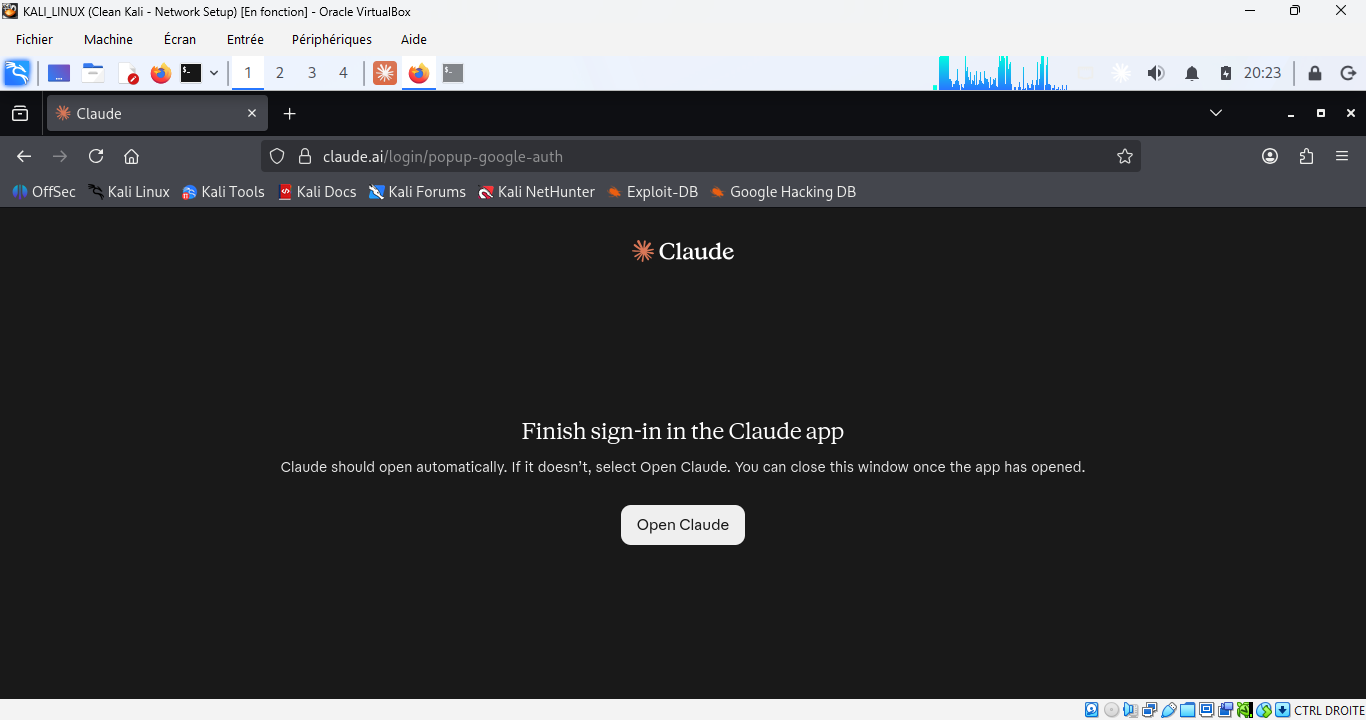 KALI_LINUX (Clean Kali - Network Setup) [En fonction] - Oracle VirtualBox
Fichier Machine Écran Entrée Périphériques Aide
1 2 3 4 20:23
Claude
claude.ai/login/popup-google-auth
OffSec Kali Linux Kali Tools Kali Docs Kali Forums Kali NetHunter Exploit-DB Google Hacking DB
Claude
Finish sign-in in the Claude app
Claude should open automatically. If it doesn’t, select Open Claude. You can close this window once the app has opened.
Open Claude
CTRL DROITE